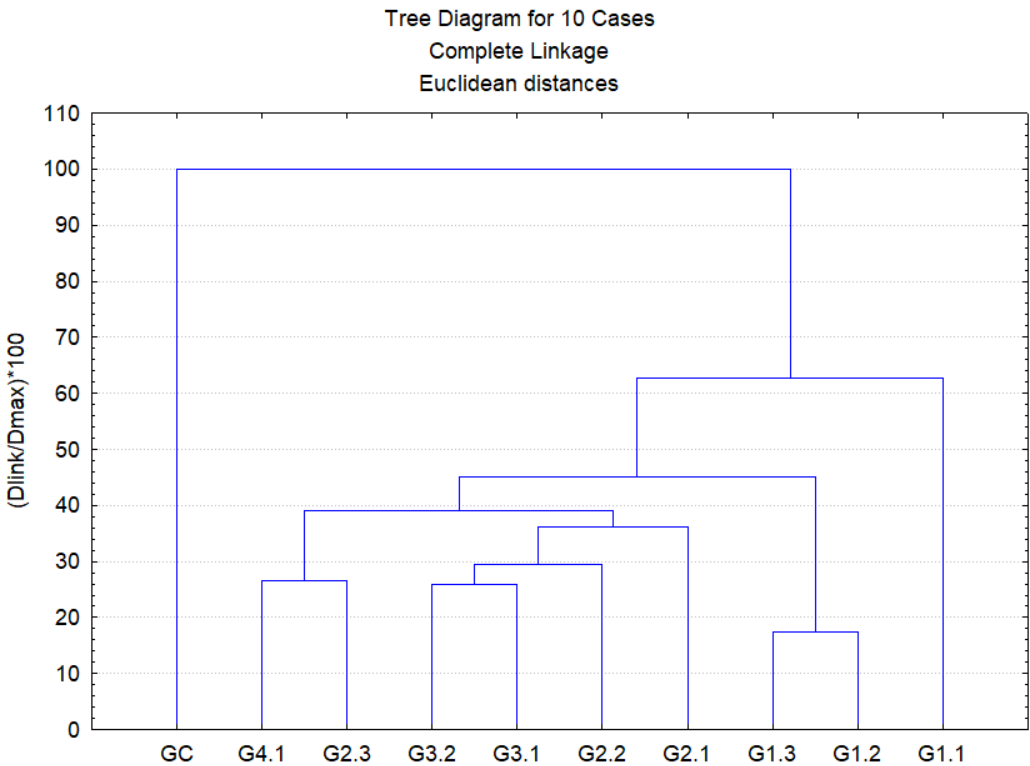 Tree Diagram for 10 Cases
Complete Linkage
Euclidean distances
(Dlink/Dmax)*100
110
100
90
80
70
60
50
40
30
20
10
0
GC G4.1 G2.3 G3.2 G3.1 G2.2 G2.1 G1.3 G1.2 G1.1